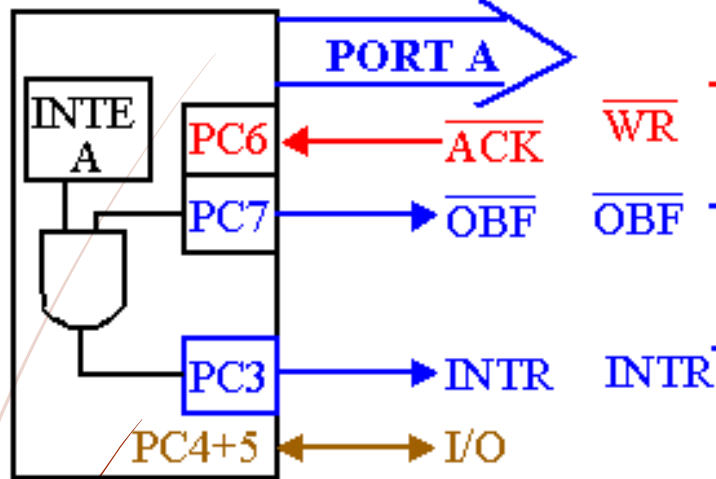 PORT A
INTE
A
PC6 ACK WR
PC7 OBF OBF
PC3 INTR INTR
PC4+5 I/O